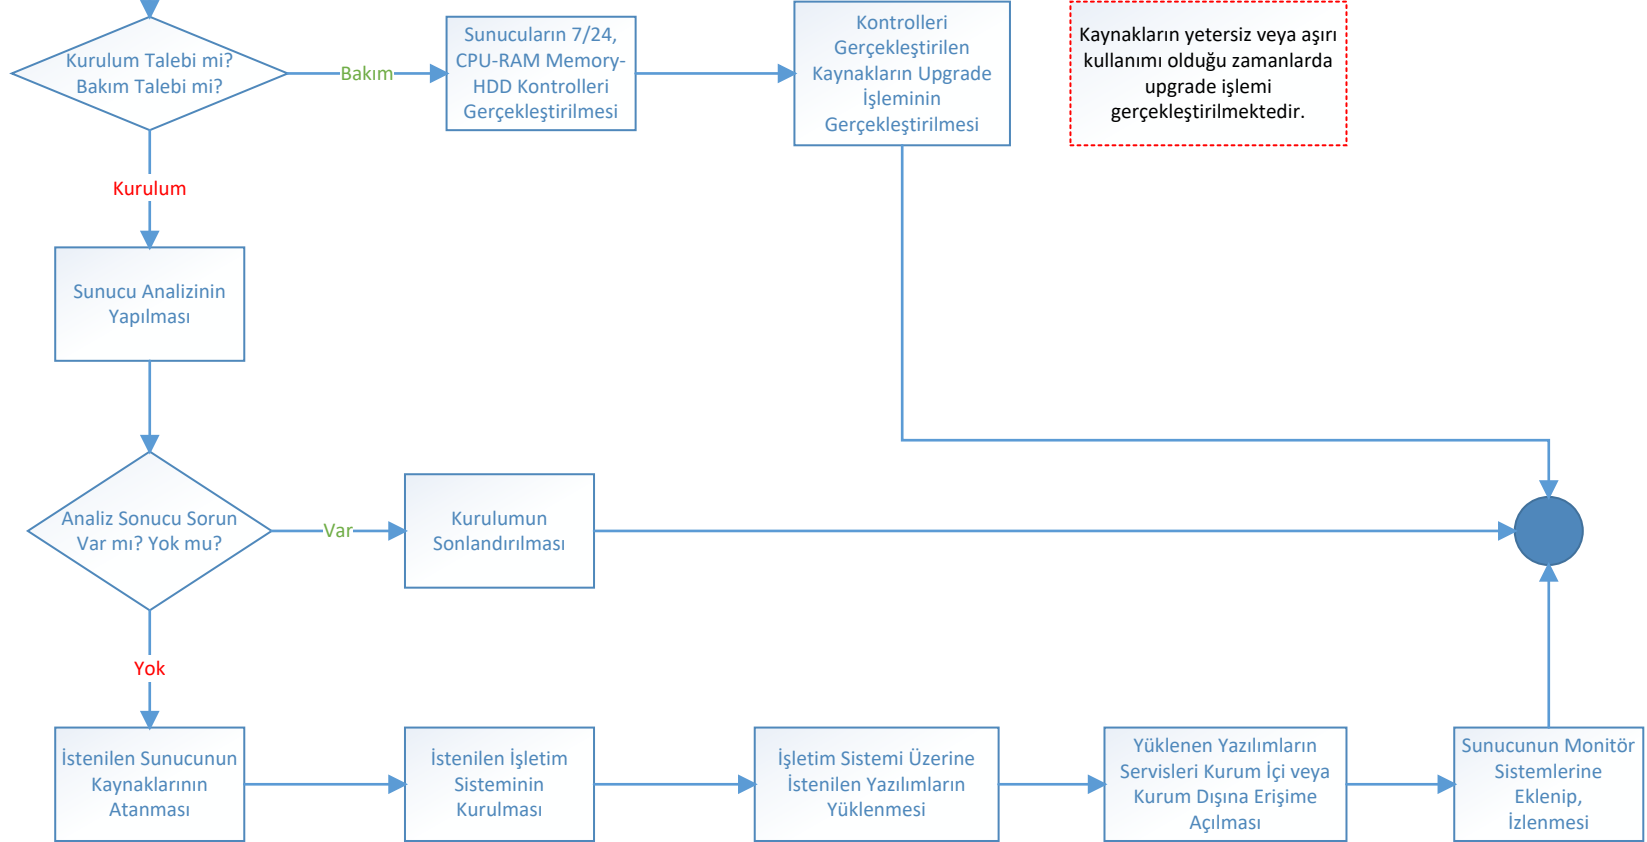 Kurulum Talebi mi?
Bakım Talebi mi?
Bakım
Sunucuların 7/24,
CPU-RAM Memory-
HDD Kontrolleri
Gerçekleştirilmesi
Kontrolleri
Gerçekleştirilen
Kaynakların Upgrade
İşleminin
Gerçekleştirilmesi
Kaynakların yetersiz veya aşırı
kullanımı olduğu zamanlarda
upgrade işlemi
gerçekleştirilmektedir.
Kurulum
Sunucu Analizinin
Yapılması
Analiz Sonucu Sorun
Var mı? Yok mu?
Var
Kurulumun
Sonlandırılması
Yok
İstenilen Sunucunun
Kaynaklarının
Atanması
İstenilen İşletim
Sisteminin
Kurulması
İşletim Sistemi Üzerine
İstenilen Yazılımların
Yüklenmesi
Yüklenen Yazılımların
Servisleri Kurum İçi veya
Kurum Dışına Erişime
Açılması
Sunucunun Monitör
Sistemlerine
Eklenip,
İzlenmesi